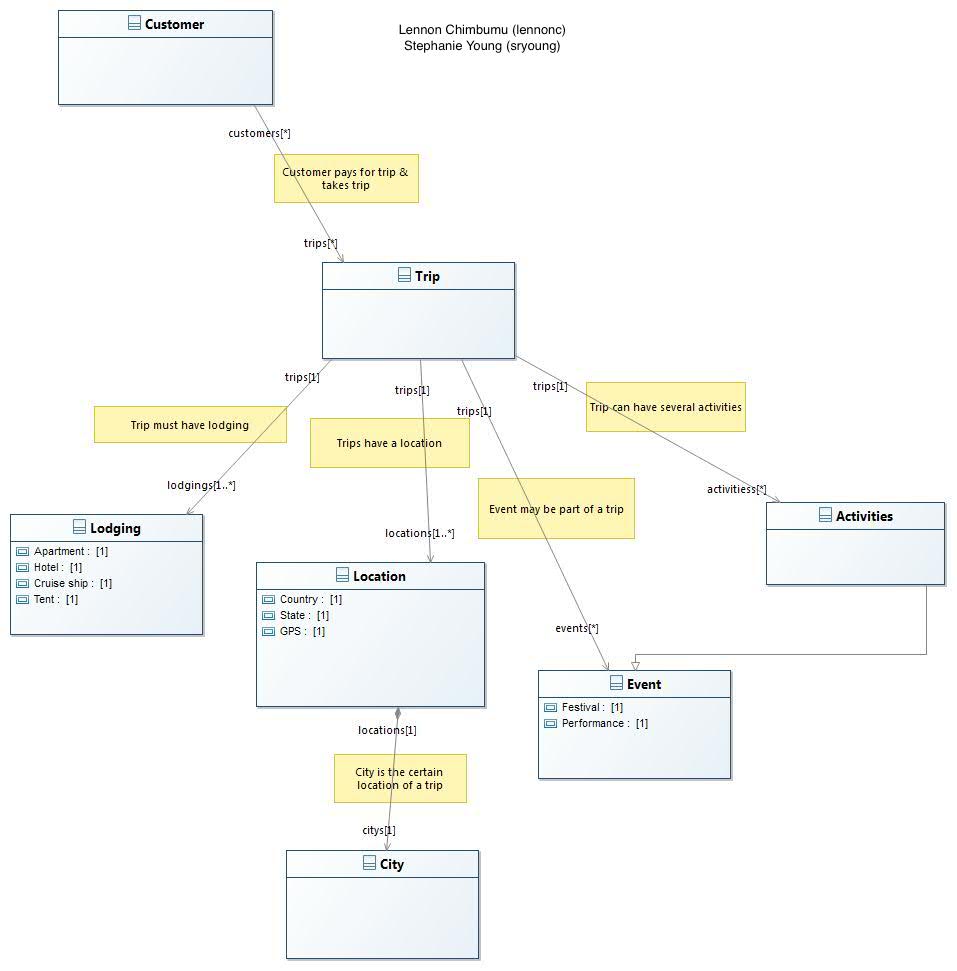 Customer
Lennon Chimbumu (lennonc)
Stephanie Young (sryoung)
customers[*]
Customer pays for trip &
takes trip
trips[*]
Trip
trips[1]
trips[1]
trips[1]
trips[1]
Trip can have several activities
Trip must have lodging
Trips have a location
lodgings[1..*]
activitiess[*]
Event may be part of a trip
locations[1..*]
Lodging
Apartment : [1]
Hotel : [1]
Cruise ship : [1]
Tent : [1]
Activities
Location
Country : [1]
State : [1]
GPS : [1]
events[*]
Event
Festival : [1]
Performance : [1]
locations[1]
City is the certain
location of a trip
citys[1]
City